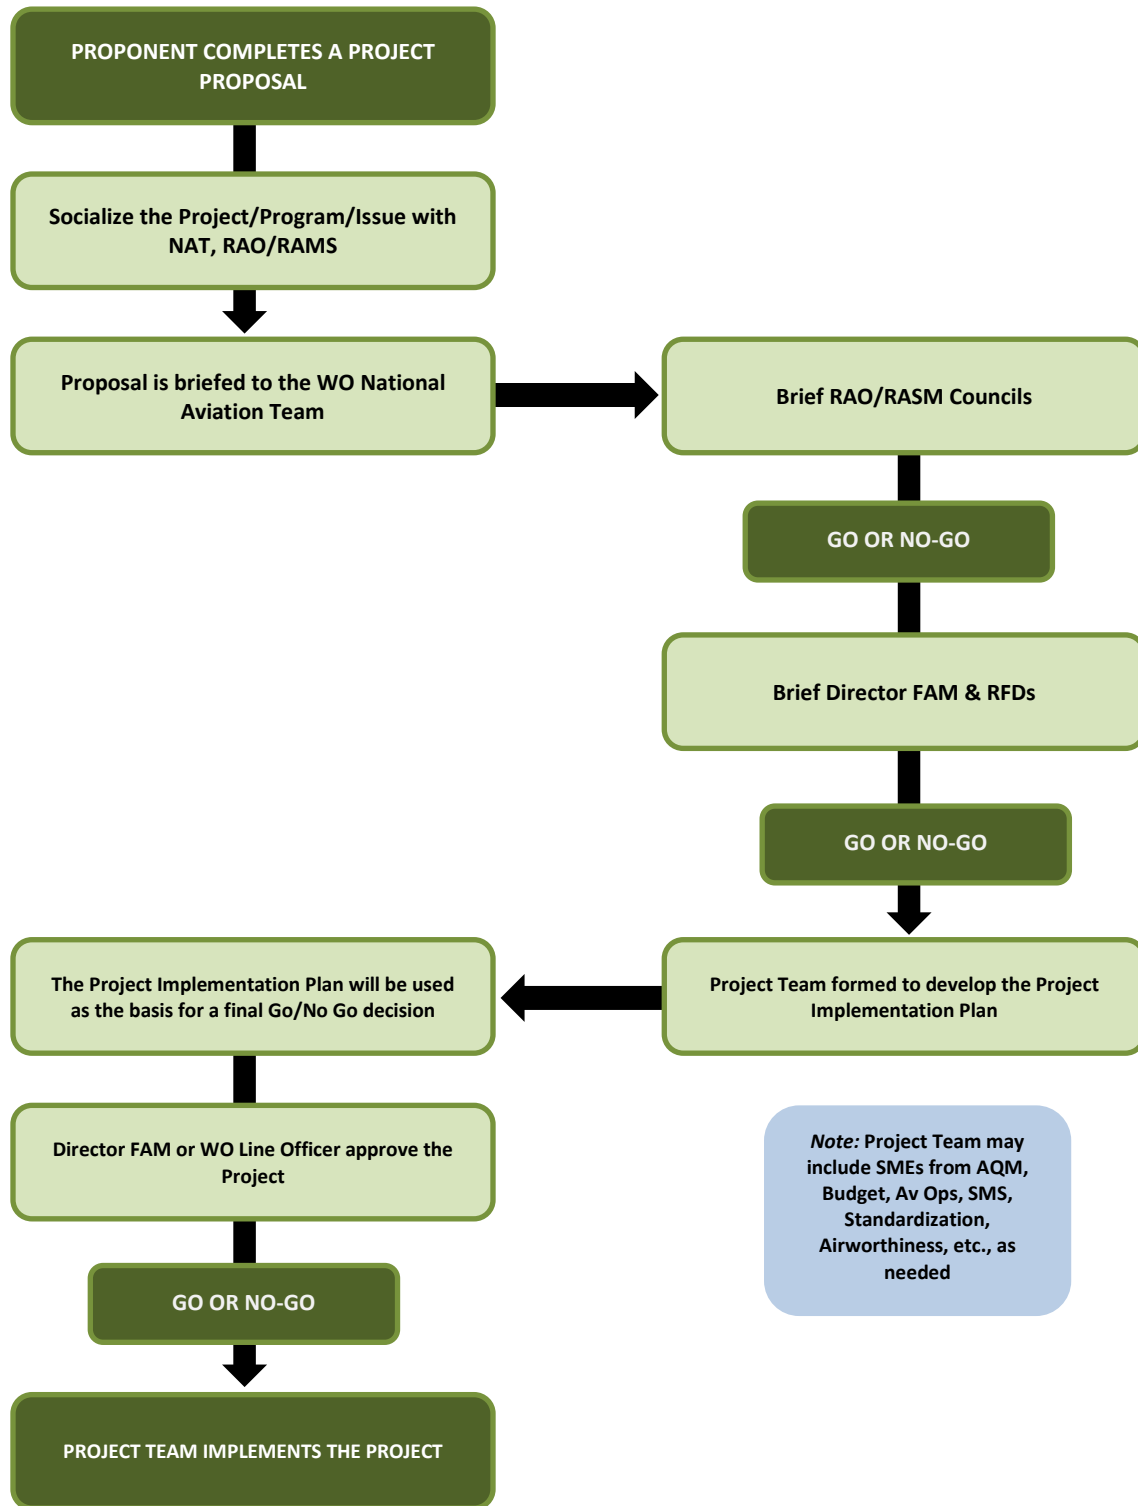 PROPONENT COMPLETES A PROJECT
PROPOSAL
Socialize the Project/Program/Issue with
NAT, RAO/RAMS
Proposal is briefed to the WO National
Aviation Team
Brief RAO/RASM Councils
GO OR NO-GO
Brief Director FAM & RFDs
GO OR NO-GO
Project Team formed to develop the Project
Implementation Plan
The Project Implementation Plan will be used
as the basis for a final Go/No Go decision
Note: Project Team may
include SMEs from AQM,
Budget, Av Ops, SMS,
Standardization,
Airworthiness, etc., as
needed
Director FAM or WO Line Officer approve the
Project
GO OR NO-GO
PROJECT TEAM IMPLEMENTS THE PROJECT